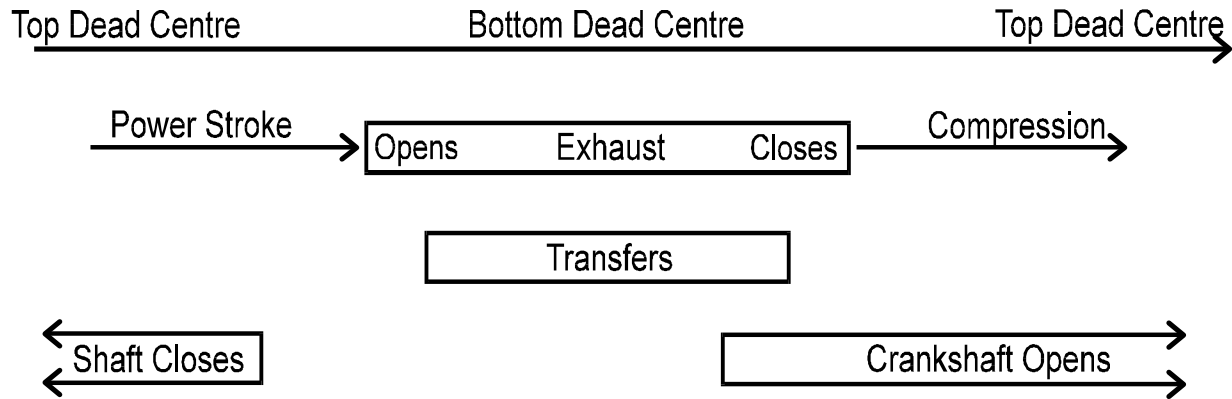 Top Dead Centre Bottom Dead Centre Top Dead Centre
Power Stroke Opens Exhaust Closes Compression
Transfers
Shaft Closes Crankshaft Opens